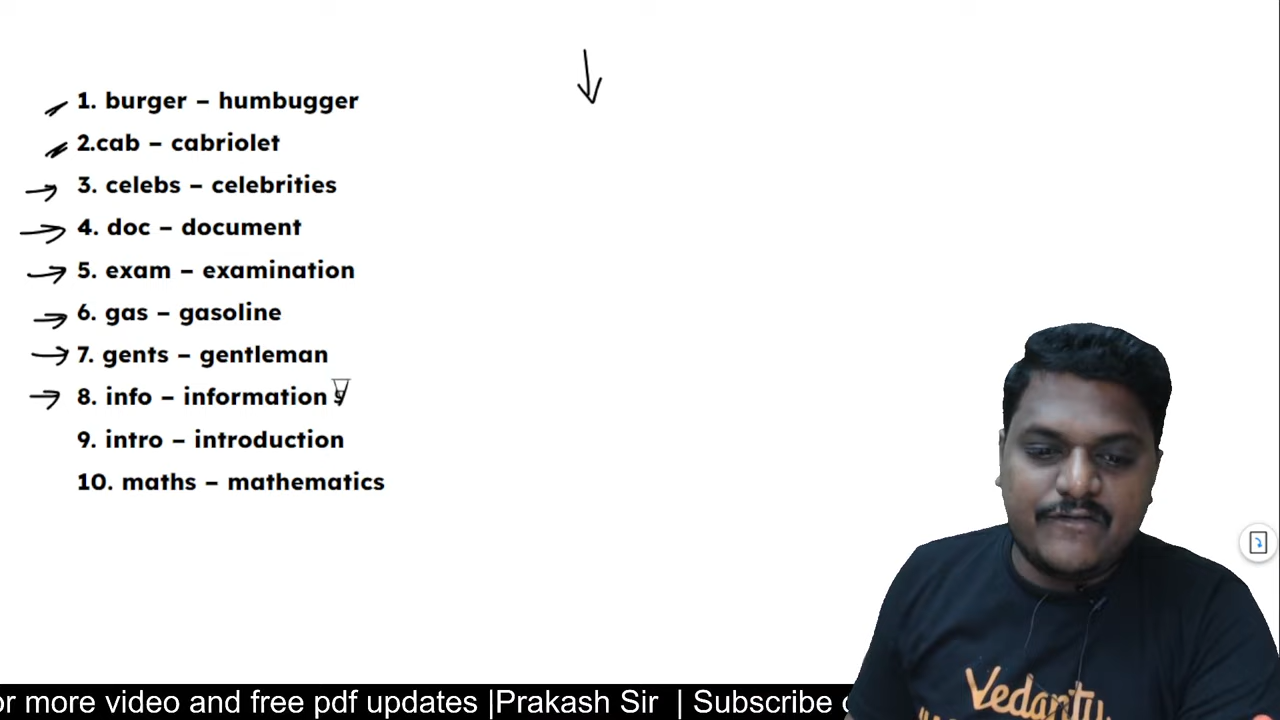 1. burger – humbugger
2.cab – cabriolet
3. celebs – celebrities
4. doc – document
5. exam – examination
6. gas – gasoline
7. gents – gentleman
8. info – information
9. intro – introduction
10. maths – mathematics
Vedantu
or more video and free pdf updates |Prakash Sir | Subscribe